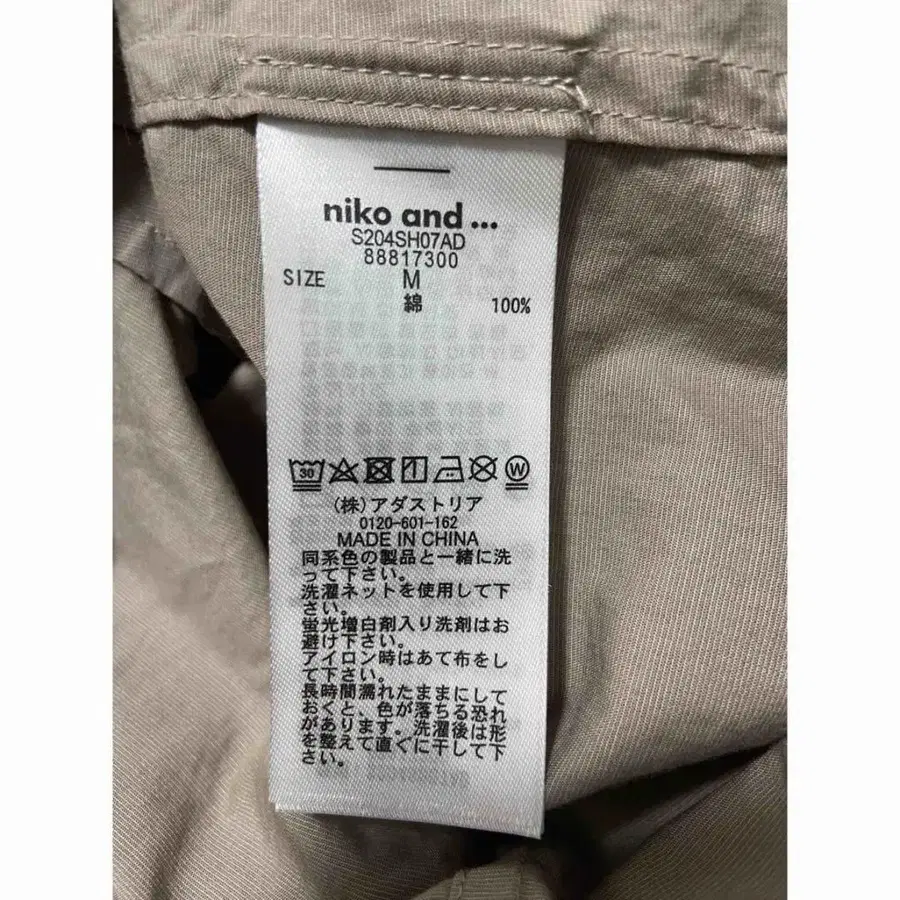 niko and ...
S204SH07AD
88817300
SIZE M
綿 100%
30 W
(株)アダストリア
0120-601-162
MADE IN CHINA
同系色の製品と一緒に洗
って下さい。
洗濯ネットを使用して下
さい。
蛍光増白剤入り洗剤はお
避け下さい。
アイロン時はあて布をし
て下さい。
長時間濡れたままにして
おくと、色が落ちる恐れ
があります。洗濯後は形
を整えて直ぐに干して下
さい。